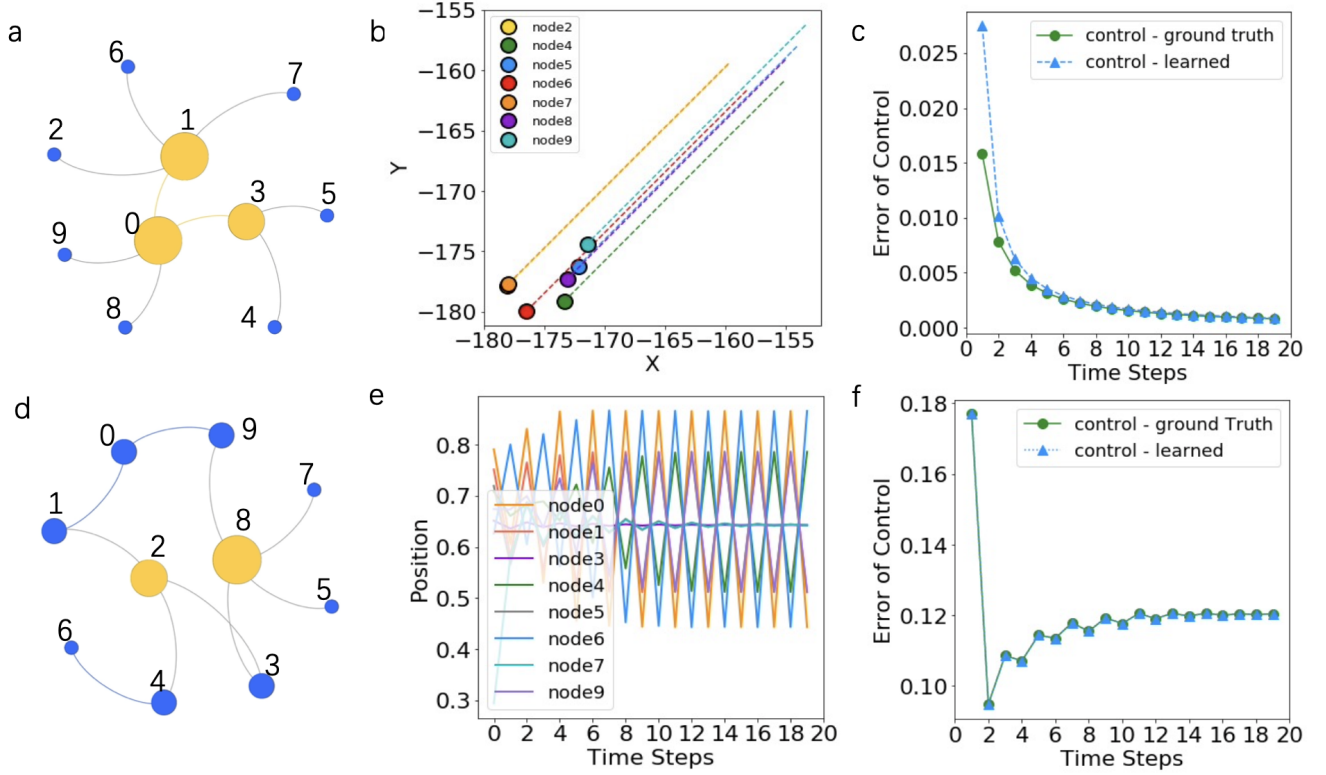 a
6
7
2
1
3
5
0
9
8
4
b
−155
−160
−165
−170
−175
−180
Y
node2
node4
node5
node6
node7
node8
node9
−180 −175 −170 −165 −160 −155
X
c
control - ground truth
control - learned
0.025
0.020
0.015
0.010
0.005
0.000
Error of Control
0 2 4 6 8 10 12 14 16 18 20
Time Steps
d
0
9
1
7
2
8
5
6
4
3
e
0.8
0.7
0.6
0.5
0.4
0.3
Position
node0
node1
node3
node4
node5
node6
node7
node9
0 2 4 6 8 10 12 14 16 18 20
Time Steps
f
control - ground Truth
control - learned
0.18
0.16
0.14
0.12
0.10
Error of Control
0 2 4 6 8 10 12 14 16 18 20
Time Steps